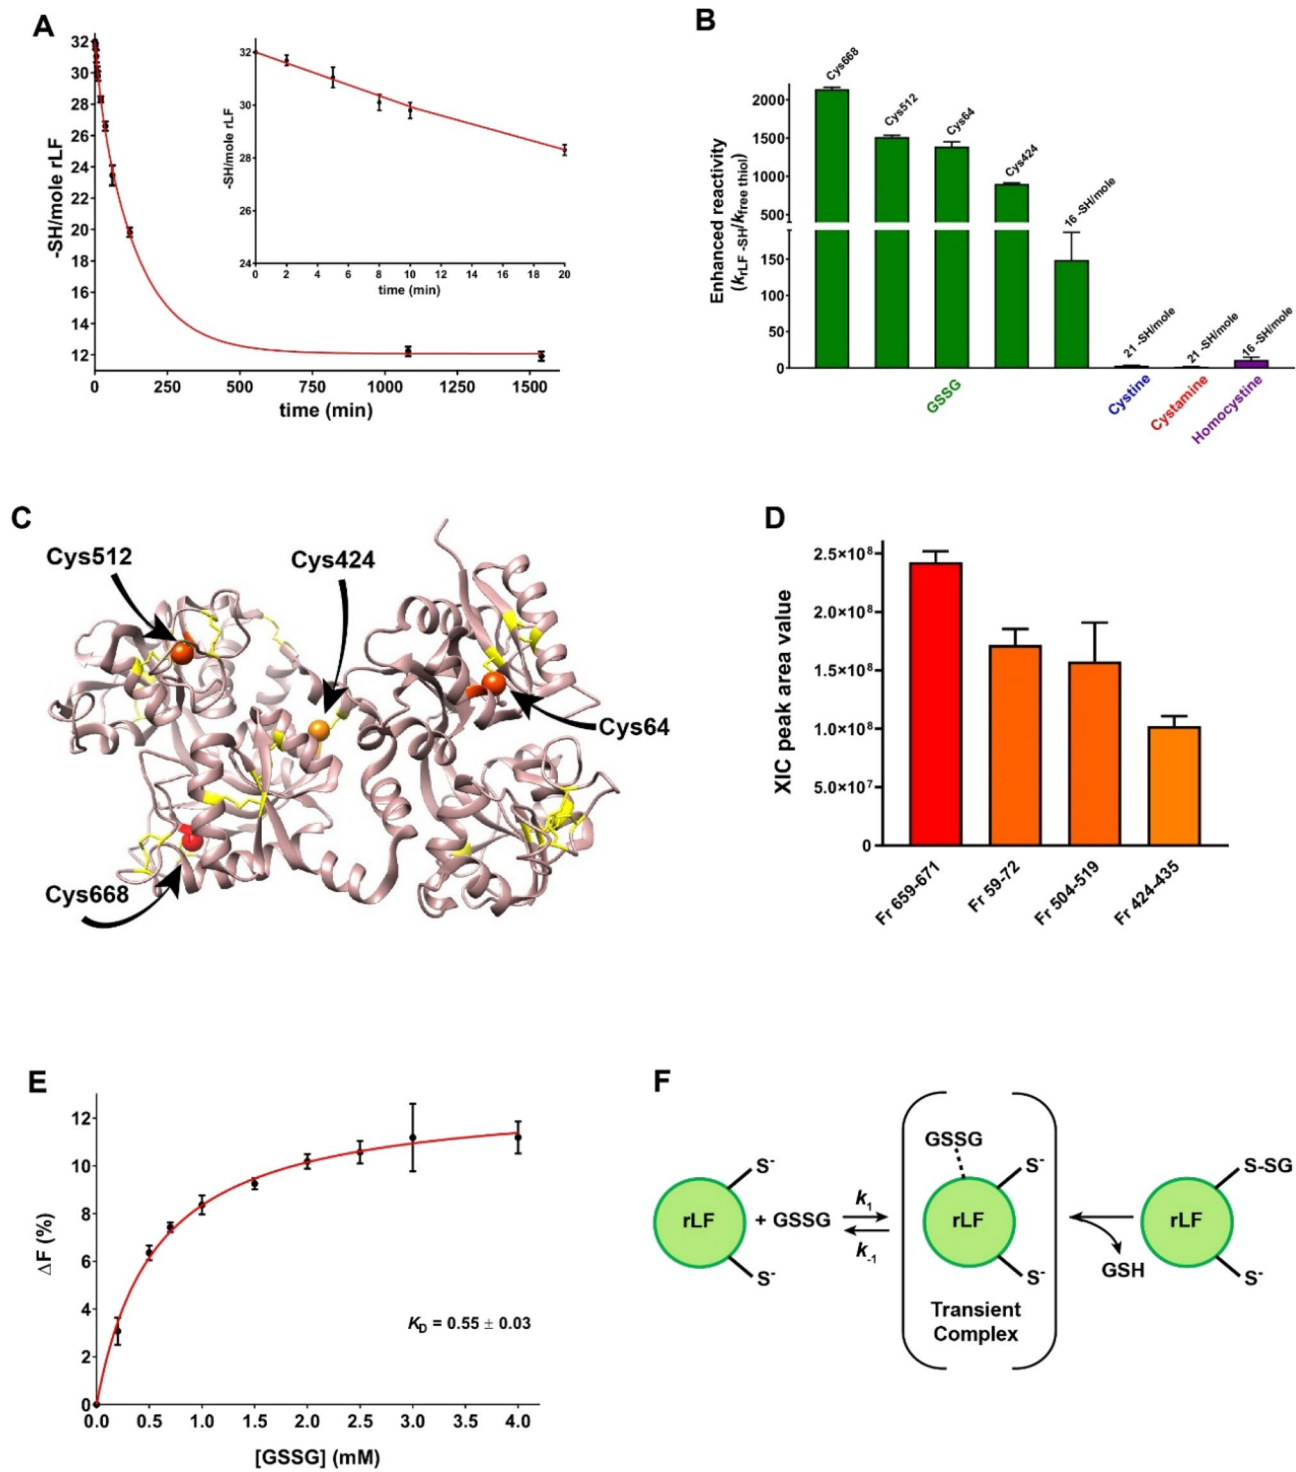 A
-SH/mole rLF
32
30
28
26
24
22
20
18
16
14
12
0 250 500 750 1000 1250 1500
time (min)
-SH/mole rLF
32
30
28
26
24
0 2 4 6 8 10 12 14 16 18 20
time (min)
B
Enhanced reactivity
(krLF -SH/kfree thiol)
2000
1500
1000
500
150
100
50
0
Cys668
Cys512
Cys64
Cys424
16 -SH/mole
21 -SH/mole
21 -SH/mole
16 -SH/mole
GSSG
Cystine
Cystamine
Homocystine
C
Cys512
Cys424
Cys64
Cys668
D
XIC peak area value
2.5×10⁸
2.0×10⁸
1.5×10⁸
1.0×10⁸
5.0×10⁷
0
Fr 659-671
Fr 59-72
Fr 504-519
Fr 424-435
E
ΔF (%)
12
10
8
6
4
2
0
KD = 0.55 ± 0.03
0.0 0.5 1.0 1.5 2.0 2.5 3.0 3.5 4.0
[GSSG] (mM)
F
rLF
S-
S-
+ GSSG
k1
k-1
GSSG
S-
rLF
S-
Transient
Complex
GSH
S-SG
rLF
S-